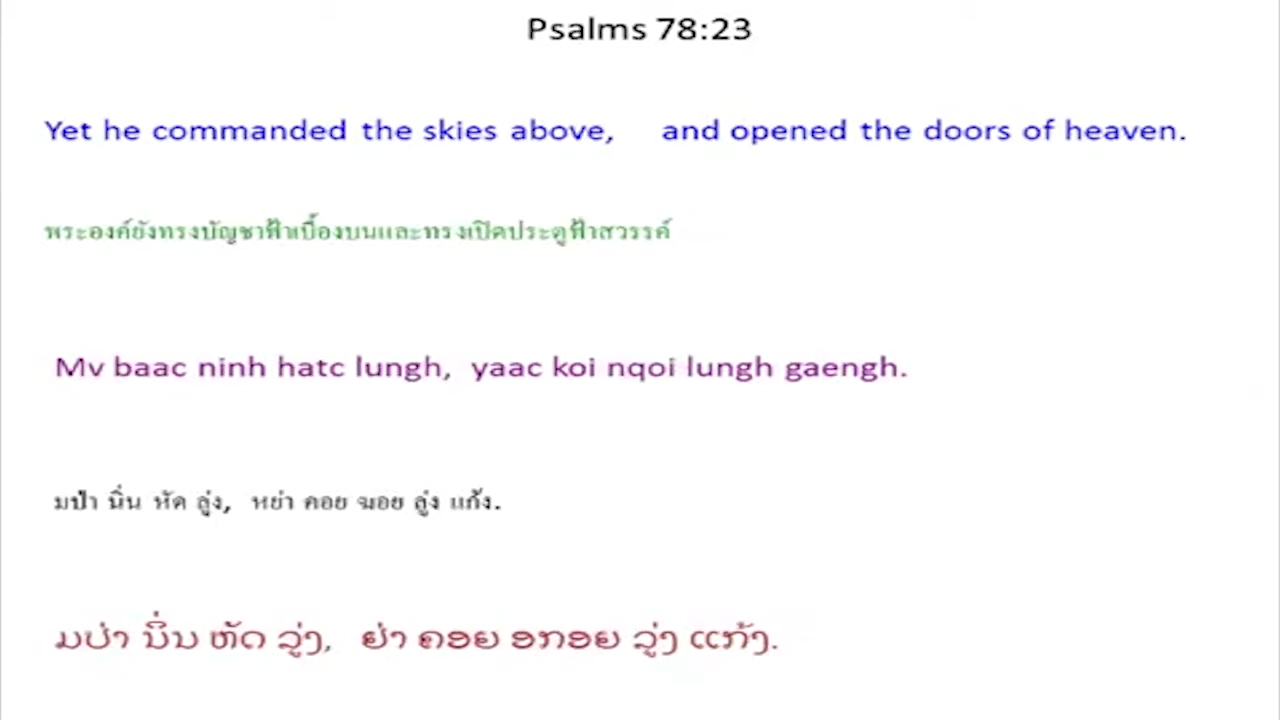 Psalms 78:23
Yet he commanded the skies above, and opened the doors of heaven.
พระองค์ยังทรงบัญชาฟ้าเบื้องบนและทรงเปิดประตูฟ้าสวรรค์
Mv baac ninh hatc lungh, yaac koi nqoi lungh gaengh.
มป๋า นิ่น หัด ลู่ง, หย่า คอย ฆอย ลู่ง แก้ง.
ມປ່າ ນິ່ນ ຫັດ ລູ່ງ, ຢ່າ ຄອຍ ອກອຍ ລູ່ງ ແກ້ງ.